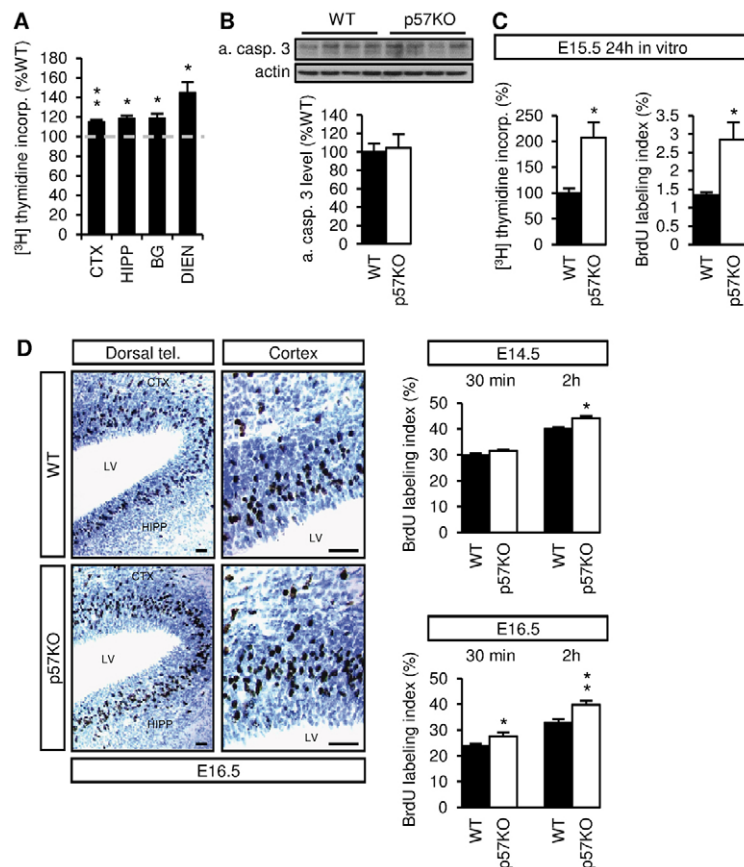 A
[³H] thymidine incorp. (%WT)
180
160
140
120
100
80
60
40
20
0
* *
*
*
*
CTX
HIPP
BG
DIEN
B
WT
p57KO
a. casp. 3
actin
a. casp. 3 level (%WT)
140
120
100
80
60
40
20
0
WT
p57KO
C
E15.5 24h in vitro
[³H] thymidine incorp. (%)
250
200
150
100
50
0
*
WT
p57KO
BrdU labeling index (%)
3.5
3
2.5
2
1.5
1
0.5
0
*
WT
p57KO
D
Dorsal tel.
Cortex
WT
CTX
LV
HIPP
LV
p57KO
CTX
LV
HIPP
LV
E16.5
E14.5
30 min
2h
BrdU labeling index (%)
50
40
30
20
10
0
*
WT
p57KO
WT
p57KO
E16.5
30 min
2h
BrdU labeling index (%)
50
40
30
20
10
0
*
* *
WT
p57KO
WT
p57KO